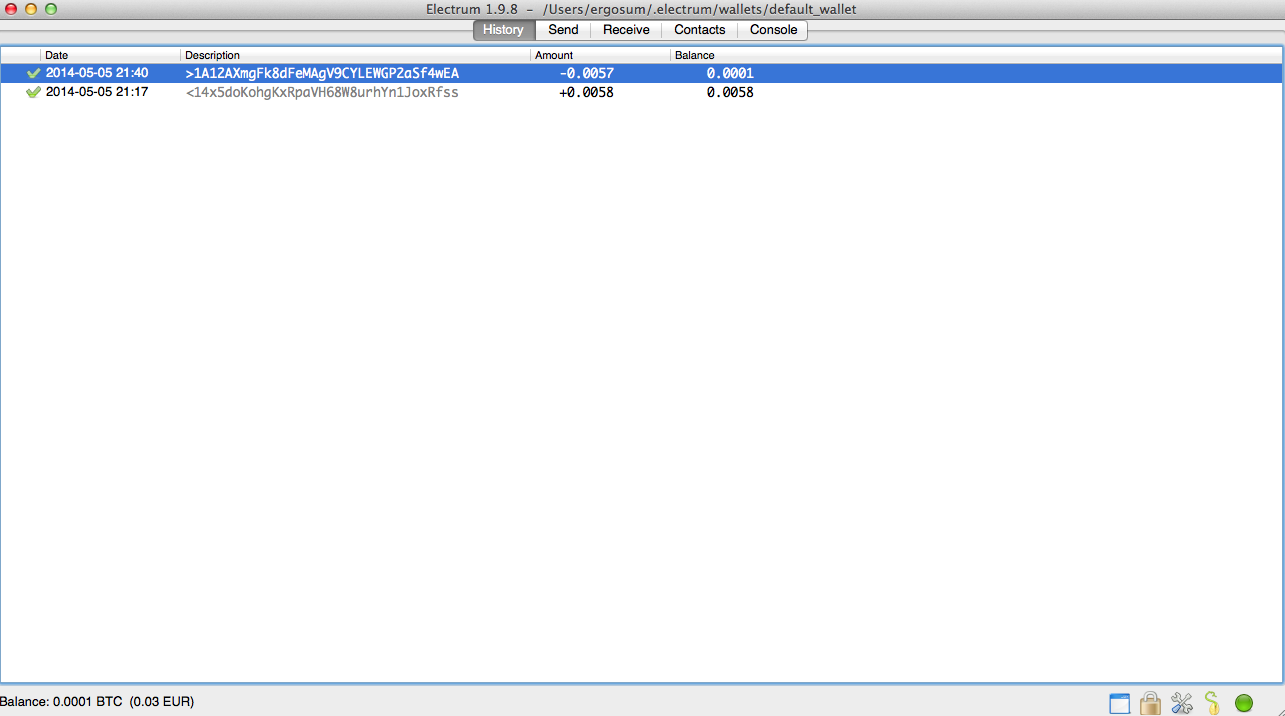 Electrum 1.9.8 - /Users/ergosum/.electrum/wallets/default_wallet
History Send Receive Contacts Console
Date Description Amount Balance
2014-05-05 21:40 >1A12AXmgFk8dFeMAgV9CYLEWGP2aSf4wEA -0.0057 0.0001
2014-05-05 21:17 <14x5doKohgKxRpaVH68W8urhYn1JoxRfss +0.0058 0.0058
Balance: 0.0001 BTC (0.03 EUR)